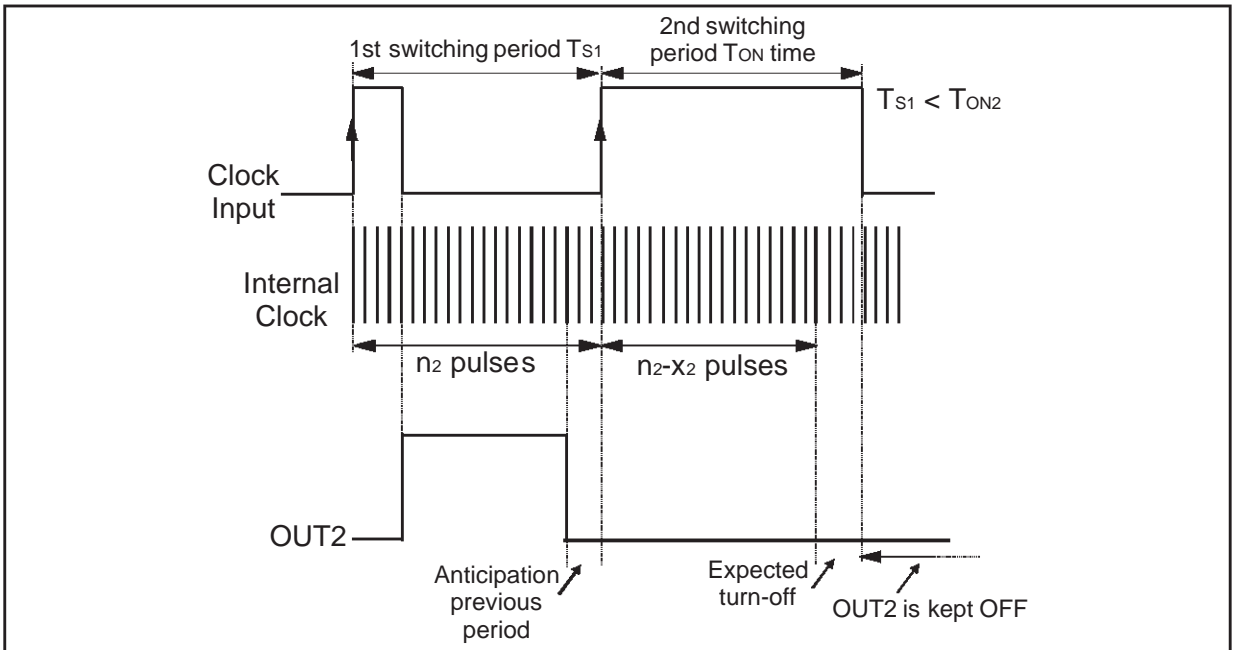 1st switching period TS1
2nd switching
period TON time
TS1 < TON2
Clock
Input
Internal
Clock
n2 pulses
n2-x2 pulses
OUT2
Anticipation
previous
period
Expected
turn-off
OUT2 is kept OFF